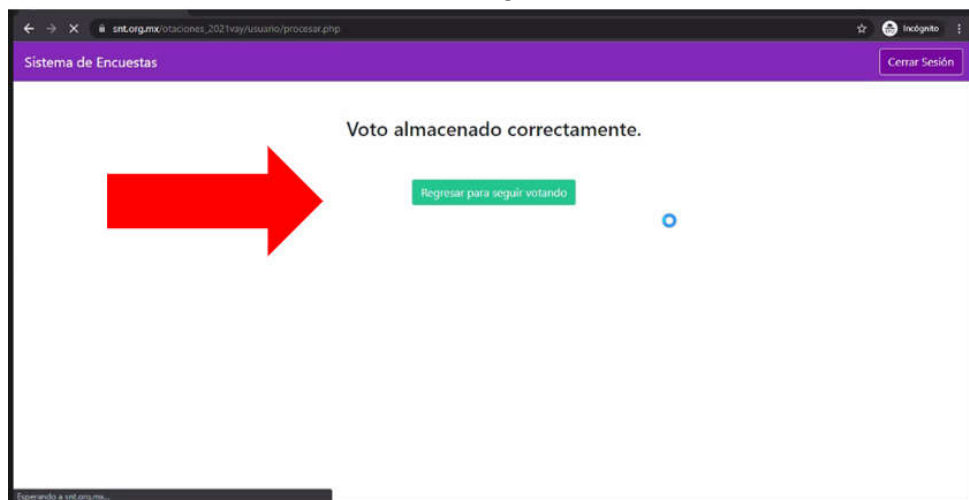 snt.org.mx/otaciones_2021vay/usuario/procesar.php
Incógnito
Sistema de Encuestas
Cerrar Sesión
Voto almacenado correctamente.
Regresar para seguir votando
Esperando a snt.org.mx...